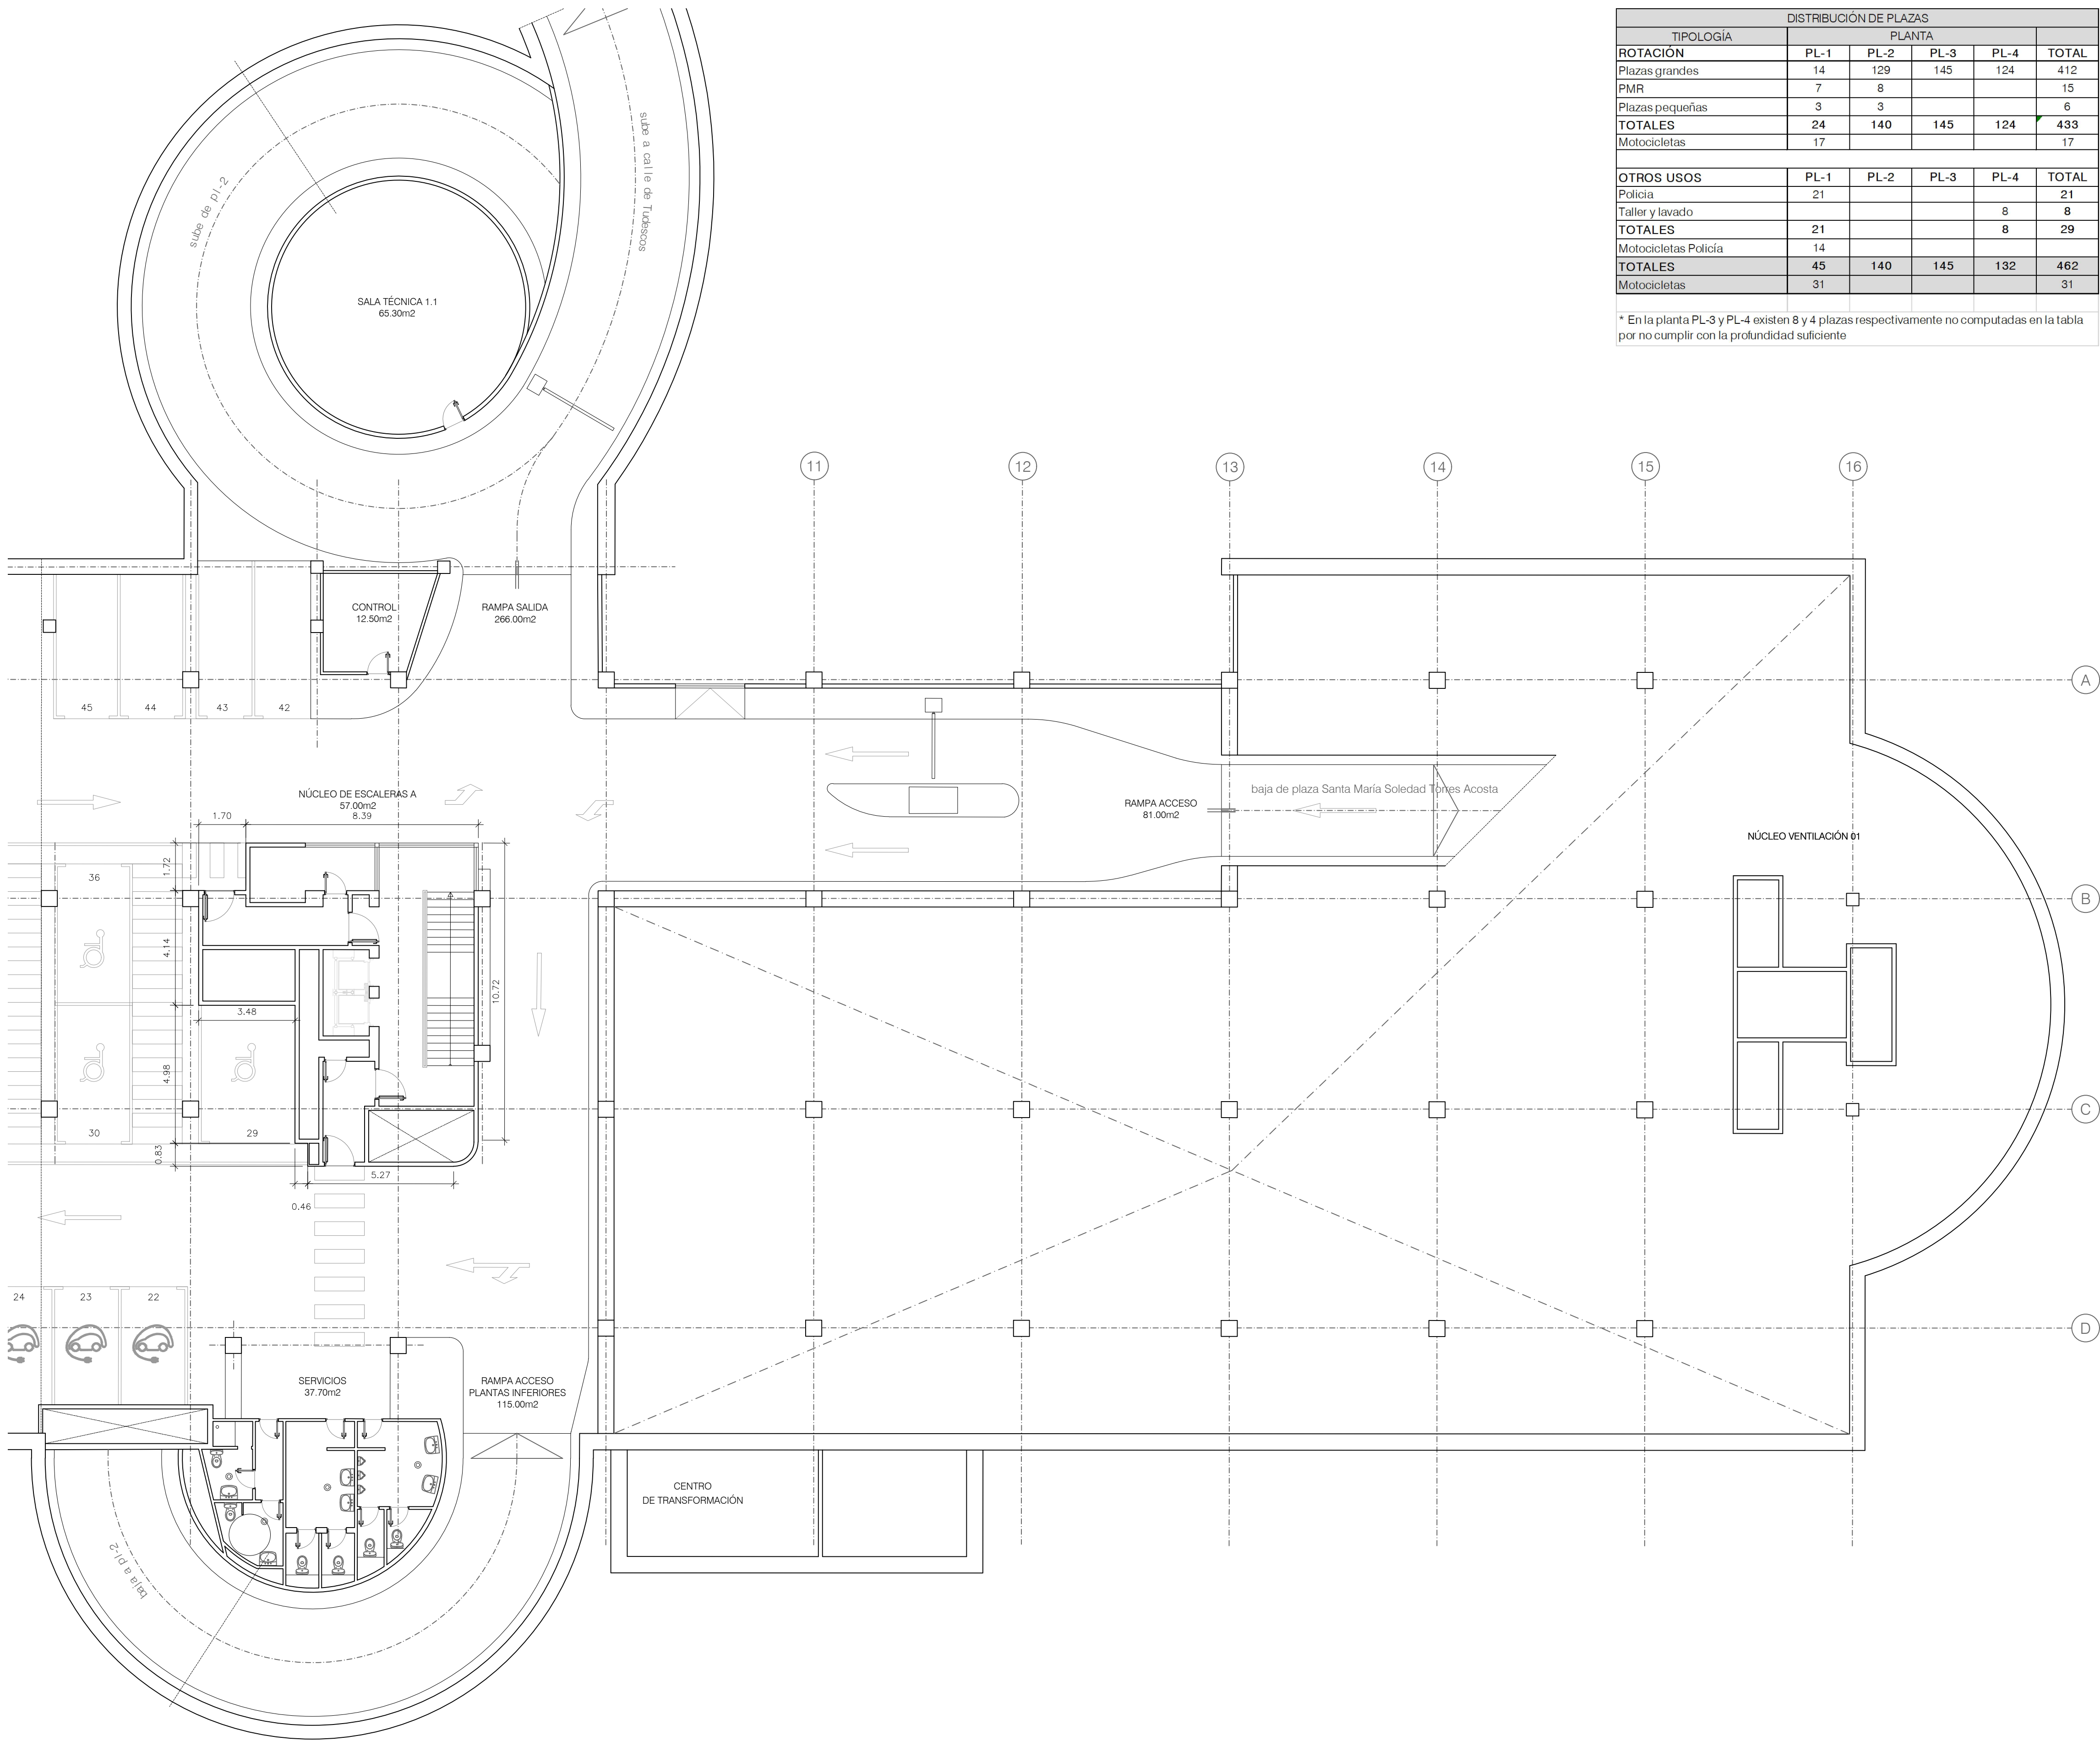 DISTRIBUCIÓN DE PLAZAS
TIPOLOGÍA PLANTA
ROTACIÓN PL-1 PL-2 PL-3 PL-4 TOTAL
Plazas grandes 14 129 145 124 412
PMR 7 8 15
Plazas pequeñas 3 3 6
TOTALES 24 140 145 124 433
Motocicletas 17 17
OTROS USOS PL-1 PL-2 PL-3 PL-4 TOTAL
Policia 21 21
Taller y lavado 8 8
TOTALES 21 8 29
Motocicletas Policía 14
TOTALES 45 140 145 132 462
Motocicletas 31 31
* En la planta PL-3 y PL-4 existen 8 y 4 plazas respectivamente no computadas en la tabla
por no cumplir con la profundidad suficiente
sube de pl-2
sube a calle de Tudescos
SALA TÉCNICA 1.1
65.30m2
11 12 13 14 15 16
CONTROL
12.50m2
RAMPA SALIDA
266.00m2
A
45 44 43 42
NÚCLEO DE ESCALERAS A
57.00m2
1.70 8.39
baja de plaza Santa María Soledad Torres Acosta
RAMPA ACCESO
81.00m2
NÚCLEO VENTILACIÓN 01
1.72
36
B
4.14
10.72
3.48
4.98
C
30 29
0.83
5.27
0.46
24 23 22
D
SERVICIOS
37.70m2
RAMPA ACCESO
PLANTAS INFERIORES
115.00m2
CENTRO
DE TRANSFORMACIÓN
baja a pl-2